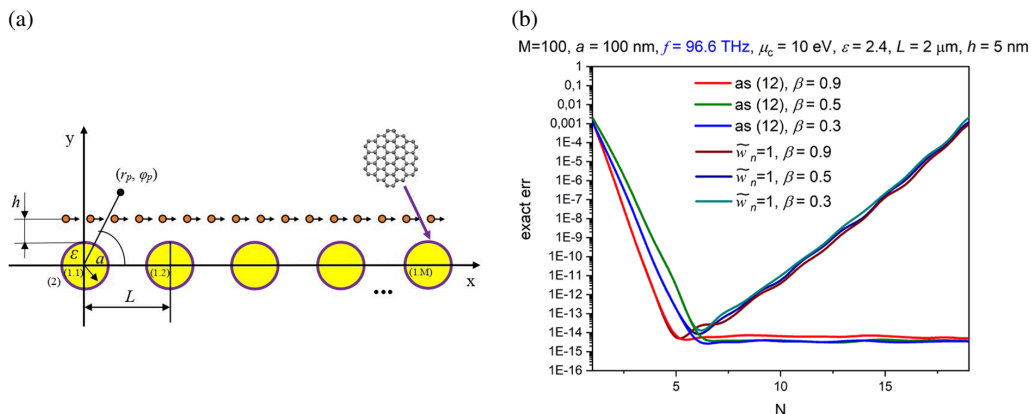 (a)
y
(rₚ, φₚ)
h
ε
a
(1.1)
(1.2)
(1.M)
(2)
x
L
...
(b)
M=100, a = 100 nm, f = 96.6 THz, μc = 10 eV, ε = 2.4, L = 2 μm, h = 5 nm
1
0,1
0,01
0,001
1E-4
1E-5
1E-6
1E-7
1E-8
1E-9
1E-10
1E-11
1E-12
1E-13
1E-14
1E-15
1E-16
exact err
as (12), β = 0.9
as (12), β = 0.5
as (12), β = 0.3
w̃ₙ=1, β = 0.9
w̃ₙ=1, β = 0.5
w̃ₙ=1, β = 0.3
5
10
15
N